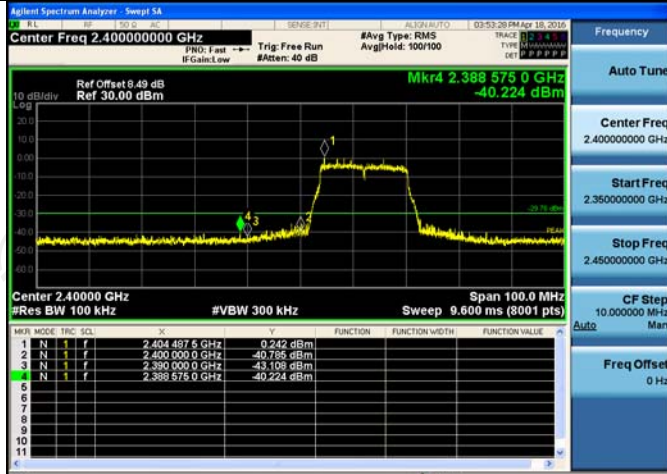 Agilent Spectrum Analyzer - Swept SA
RL RF 50 Ω AC SENSE:INT ALIGN AUTO 03:53:28 PM Apr 18, 2016
Center Freq 2.400000000 GHz
PNO: Fast
IFGain:Low
Trig: Free Run
#Atten: 40 dB
#Avg Type: RMS
Avg|Hold: 100/100
TRACE 1 2 3 4 5 6
TYPE M
DET P P P P P P
Ref Offset 8.49 dB
Ref 30.00 dBm
10 dB/div
Log
Mkr4 2.388 575 0 GHz
-40.224 dBm
20.0
10.0
0.00
-10.0
-20.0
-30.0
-40.0
-50.0
-60.0
1
4
3
2
-29.76 dBm
PEAK
Center 2.40000 GHz
#Res BW 100 kHz
#VBW 300 kHz
Span 100.0 MHz
Sweep 9.600 ms (8001 pts)
MKR MODE TRC SCL X Y FUNCTION FUNCTION WIDTH FUNCTION VALUE
1 N 1 f 2.404 487 5 GHz 0.242 dBm
2 N 1 f 2.400 000 0 GHz -40.785 dBm
3 N 1 f 2.390 000 0 GHz -43.108 dBm
4 N 1 f 2.388 575 0 GHz -40.224 dBm
5
6
7
8
9
10
11
Frequency
Auto Tune
Center Freq
2.400000000 GHz
Start Freq
2.350000000 GHz
Stop Freq
2.450000000 GHz
CF Step
10.000000 MHz
Auto Man
Freq Offset
0 Hz